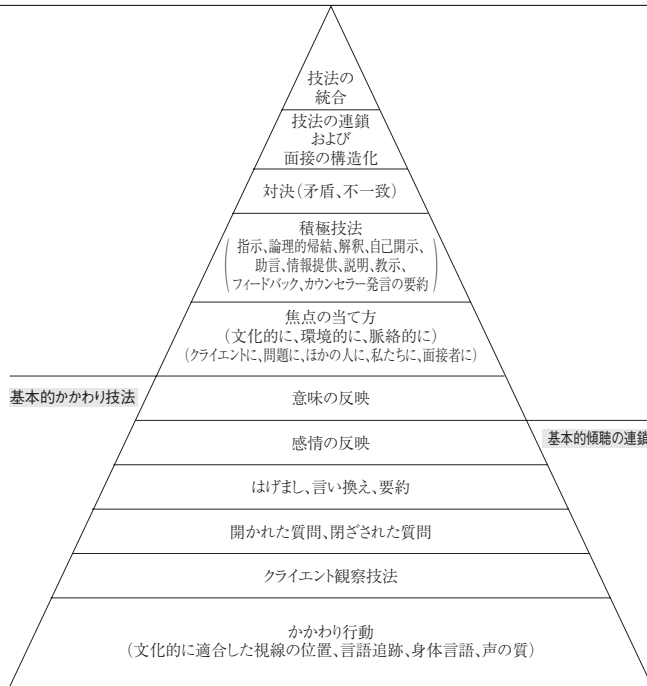 技法の
統合
技法の連鎖
および
面接の構造化
対決(矛盾、不一致)
積極技法
(指示、論理的帰結、解釈、自己開示、
助言、情報提供、説明、教示、
フィードバック、カウンセラー発言の要約)
焦点の当て方
(文化的に、環境的に、脈絡的に)
(クライエントに、問題に、ほかの人に、私たちに、面接者に)
基本的かかわり技法
意味の反映
基本的傾聴の連鎖
感情の反映
はげまし、言い換え、要約
開かれた質問、閉ざされた質問
クライエント観察技法
かかわり行動
(文化的に適合した視線の位置、言語追跡、身体言語、声の質)